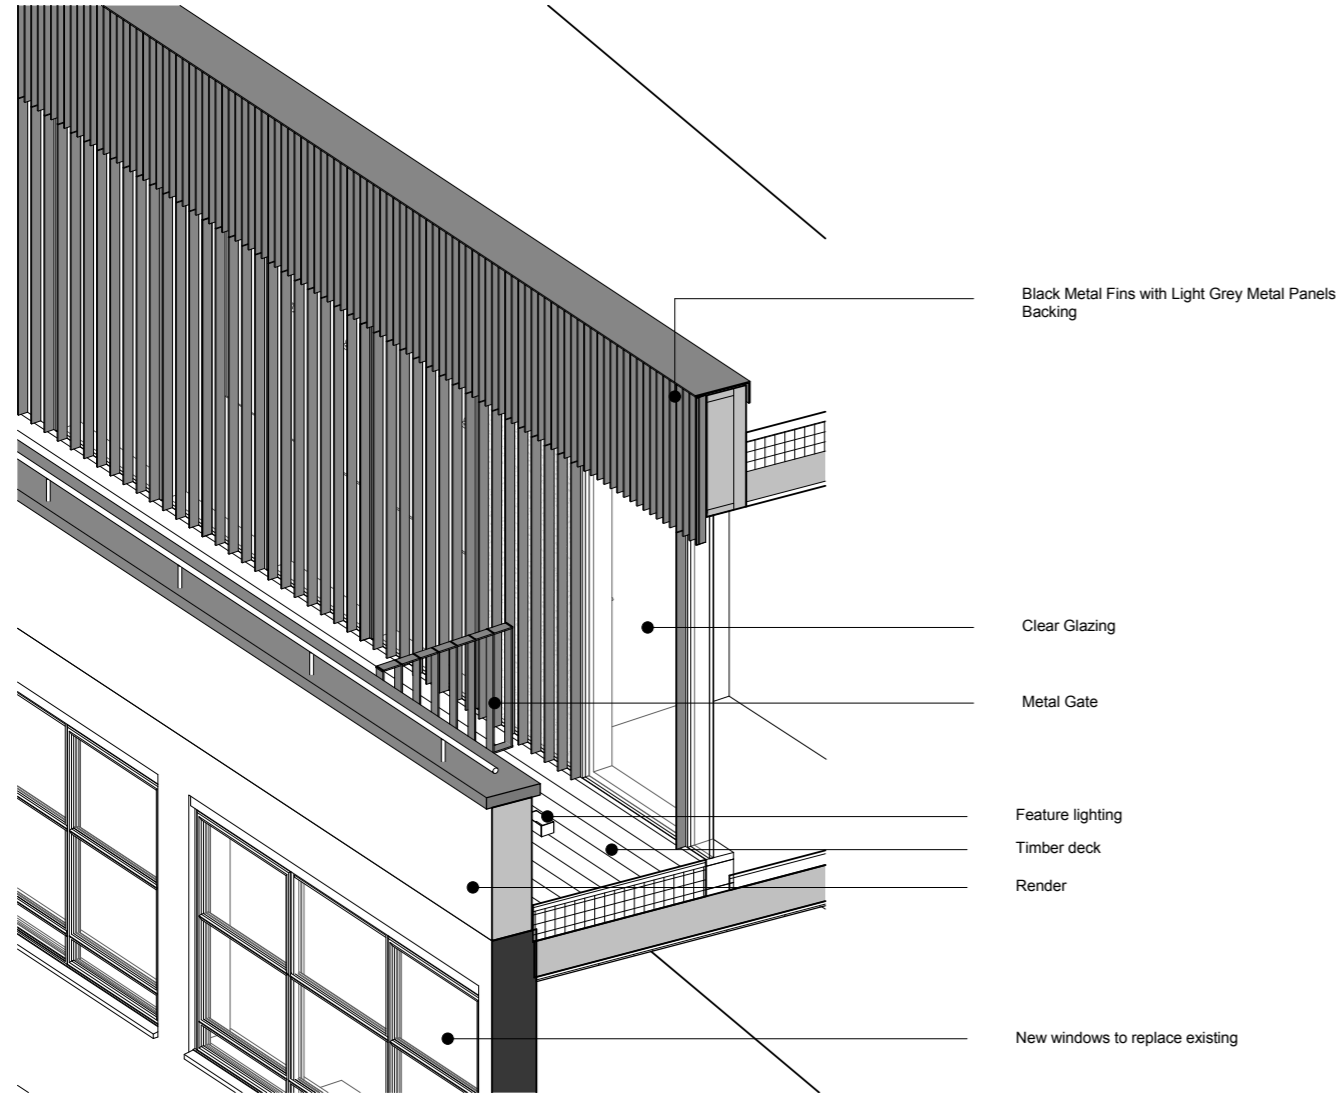 Black Metal Fins with Light Grey Metal Panels
Backing
Clear Glazing
Metal Gate
Feature lighting
Timber deck
Render
New windows to replace existing